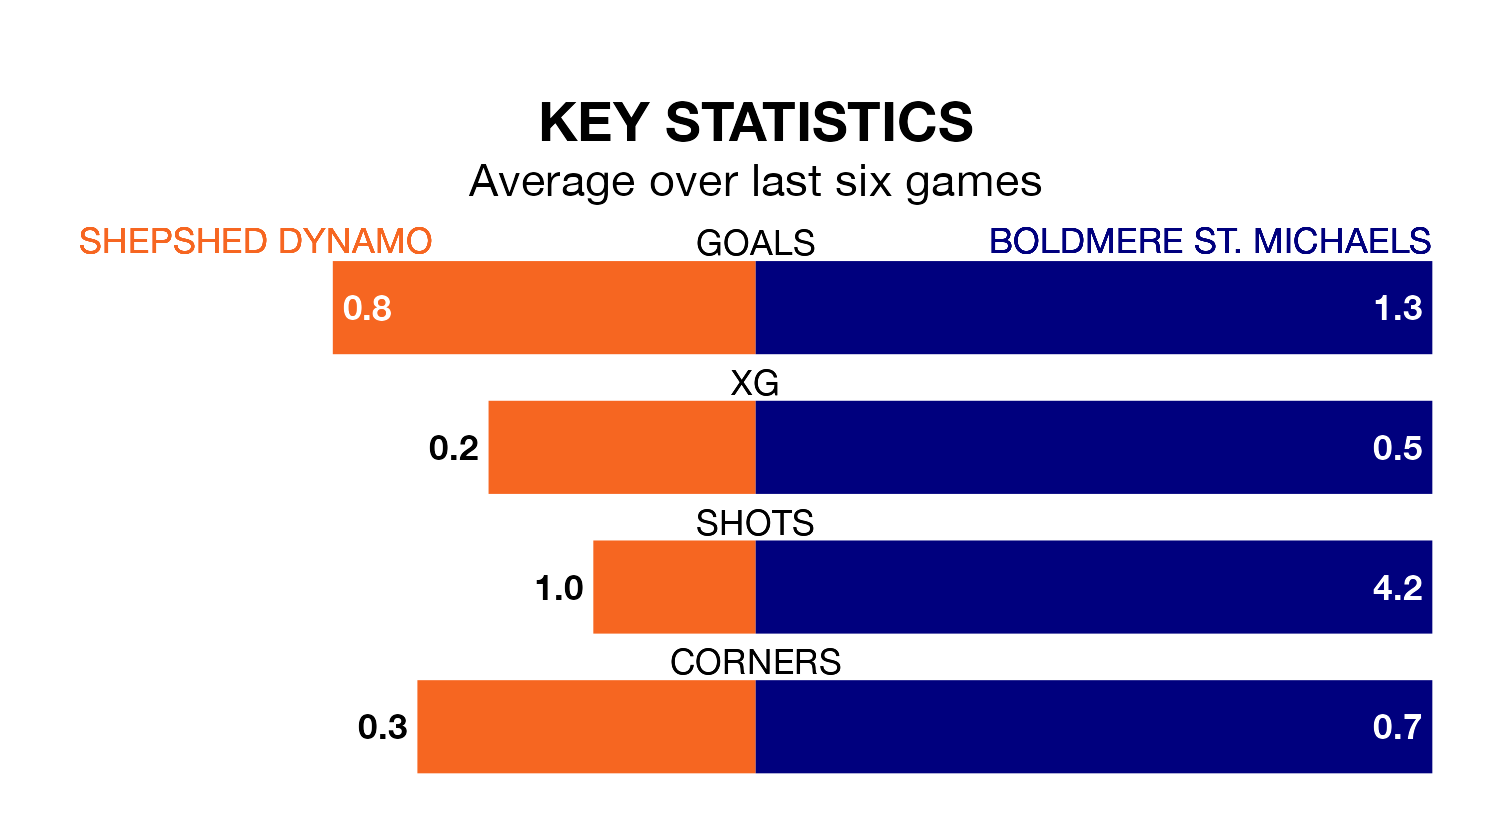 KEY STATISTICS
Average over last six games
SHEPSHED DYNAMO GOALS BOLDMERE ST. MICHAELS
0.8 1.3
XG
0.2 0.5
SHOTS
1.0 4.2
CORNERS
0.3 0.7